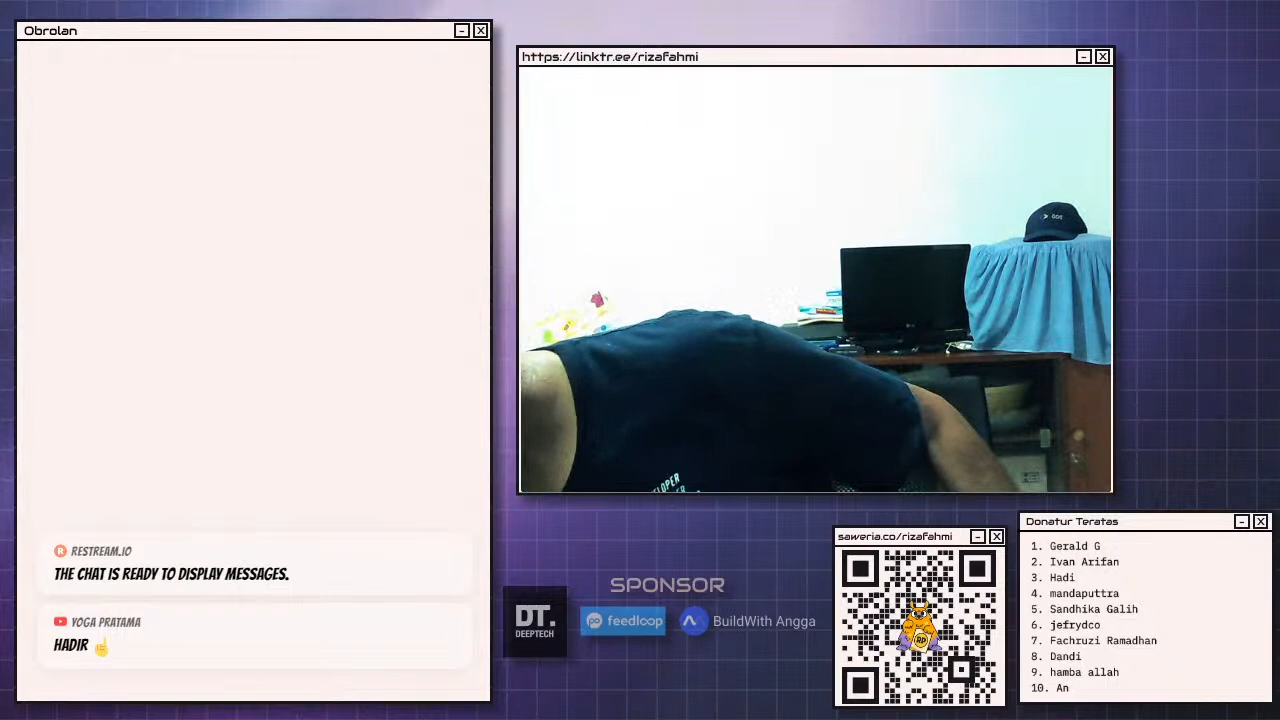 Obrolan
RESTREAM.IO
THE CHAT IS READY TO DISPLAY MESSAGES.
YOGA PRATAMA
HADIR ☝️
https://linktr.ee/rizafahmi
SPONSOR
DT.
DEEPTECH
feedloop
BuildWith Angga
saweria.co/rizafahmi
RP
Donatur Teratas
1. Gerald G
2. Ivan Arifan
3. Hadi
4. mandaputtra
5. Sandhika Galih
6. jefrydco
7. Fachruzi Ramadhan
8. Dandi
9. hamba allah
10. An